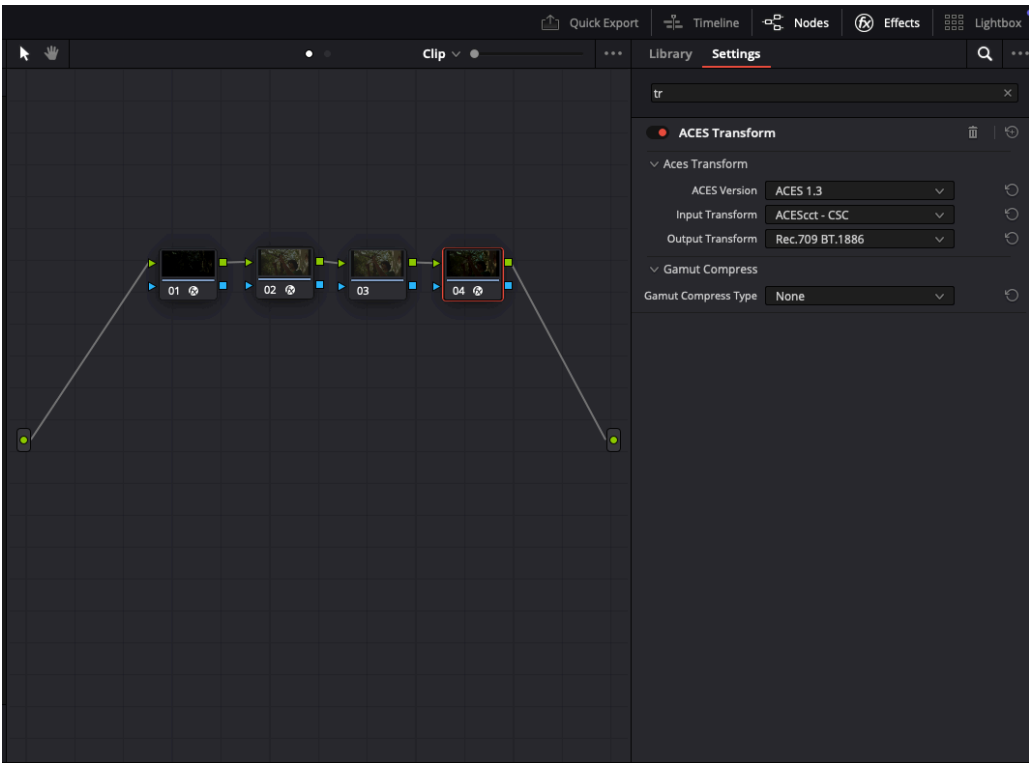 Quick Export Timeline Nodes Effects Lightbox
Clip Library Settings
tr
ACES Transform
Aces Transform
ACES Version ACES 1.3
Input Transform ACEScct - CSC
Output Transform Rec.709 BT.1886
Gamut Compress
Gamut Compress Type None
01 02 03 04